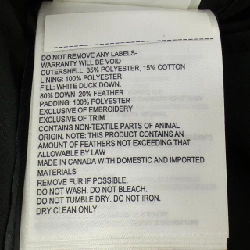 DO NOT REMOVE ANY LABELS-
WARRANTY WILL BE VOID
OUTERSHELL: 85% POLYESTER, 15% COTTON
LINING: 100% POLYESTER
FILL: WHITE DUCK DOWN.
80% DOWN 20% FEATHER
PADDING: 100% POLYESTER
EXCLUSIVE OF EMBROIDERY
EXCLUSIVE OF TRIM
CONTAINS NON-TEXTILE PARTS OF ANIMAL
ORIGIN. NOTE: THIS PRODUCT CONTAINS AN
AMOUNT OF FEATHERS NOT EXCEEDING THAT
ALLOWABLE BY LAW
MADE IN CANADA WITH DOMESTIC AND IMPORTED
MATERIALS
REMOVE FUR IF POSSIBLE.
DO NOT WASH. DO NOT BLEACH.
DO NOT TUMBLE DRY. DO NOT IRON.
DRY CLEAN ONLY